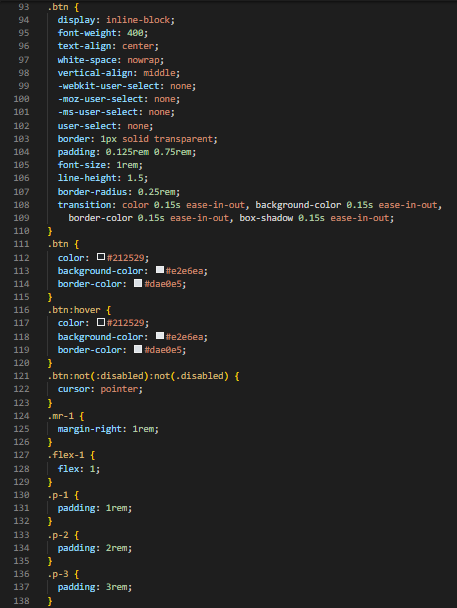 93 .btn {
94 display: inline-block;
95 font-weight: 400;
96 text-align: center;
97 white-space: nowrap;
98 vertical-align: middle;
99 -webkit-user-select: none;
100 -moz-user-select: none;
101 -ms-user-select: none;
102 user-select: none;
103 border: 1px solid transparent;
104 padding: 0.125rem 0.75rem;
105 font-size: 1rem;
106 line-height: 1.5;
107 border-radius: 0.25rem;
108 transition: color 0.15s ease-in-out, background-color 0.15s ease-in-out,
109 border-color 0.15s ease-in-out, box-shadow 0.15s ease-in-out;
110 }
111 .btn {
112 color: #212529;
113 background-color: #e2e6ea;
114 border-color: #dae0e5;
115 }
116 .btn:hover {
117 color: #212529;
118 background-color: #e2e6ea;
119 border-color: #dae0e5;
120 }
121 .btn:not(:disabled):not(.disabled) {
122 cursor: pointer;
123 }
124 .mr-1 {
125 margin-right: 1rem;
126 }
127 .flex-1 {
128 flex: 1;
129 }
130 .p-1 {
131 padding: 1rem;
132 }
133 .p-2 {
134 padding: 2rem;
135 }
136 .p-3 {
137 padding: 3rem;
138 }